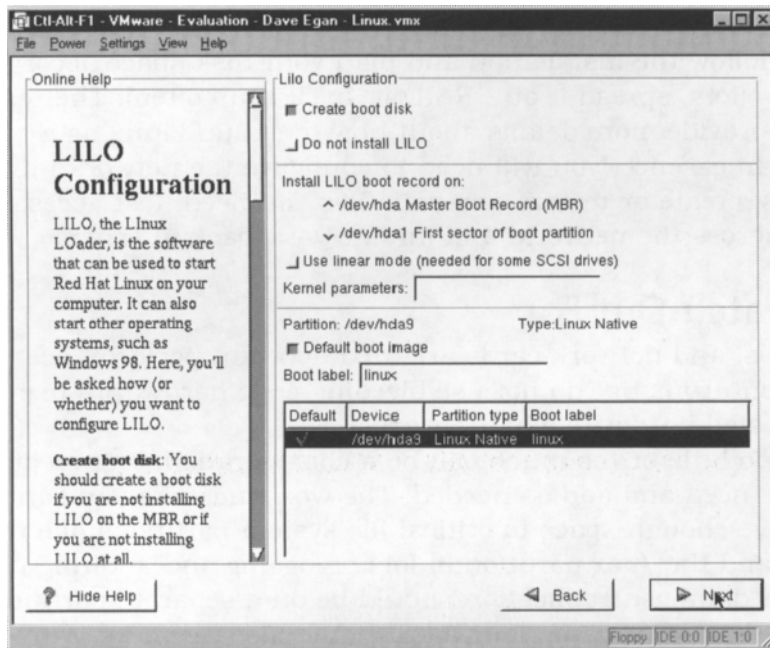 Ctl-Alt-F1 - VMware - Evaluation - Dave Egan - Linux.vmx
File Power Settings View Help
Online Help
LILO
Configuration
LILO, the LInux
LOader, is the software
that can be used to start
Red Hat Linux on your
computer. It can also
start other operating
systems, such as
Windows 98. Here, you'll
be asked how (or
whether) you want to
configure LILO.
Create boot disk: You
should create a boot disk
if you are not installing
LILO on the MBR or if
you are not installing
LILO at all.
Hide Help
Lilo Configuration
Create boot disk
Do not install LILO
Install LILO boot record on:
/dev/hda Master Boot Record (MBR)
/dev/hda1 First sector of boot partition
Use linear mode (needed for some SCSI drives)
Kernel parameters:
Partition: /dev/hda9 Type:Linux Native
Default boot image
Boot label: linux
Default Device Partition type Boot label
/dev/hda9 Linux Native linux
Back Next
Floppy IDE 0:0 IDE 1:0